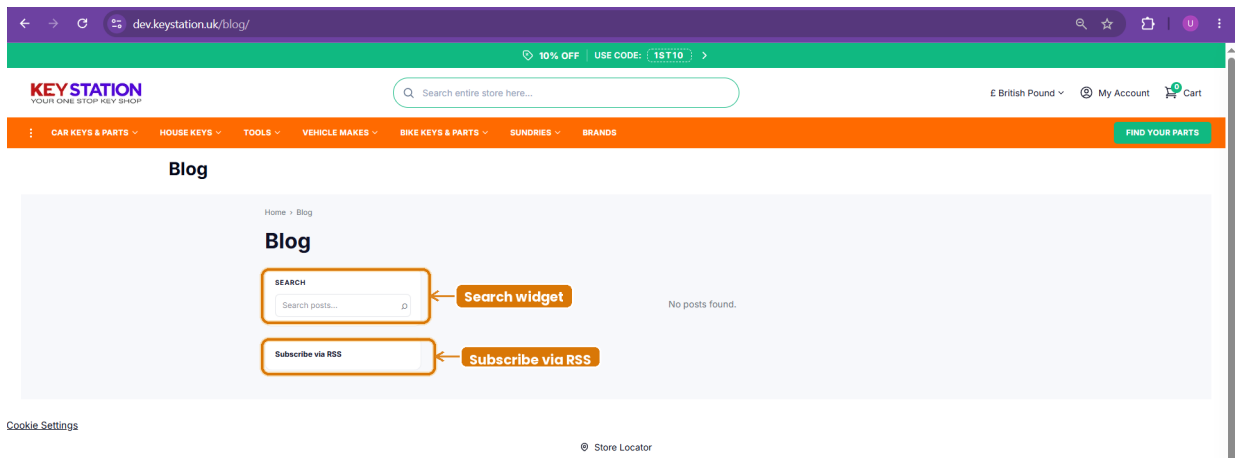 dev.keystation.uk/blog/
U
10% OFF | USE CODE: 1ST10
KEYSTATION
YOUR ONE STOP KEY SHOP
Search entire store here...
£ British Pound
My Account
0
Cart
CAR KEYS & PARTS
HOUSE KEYS
TOOLS
VEHICLE MAKES
BIKE KEYS & PARTS
SUNDRIES
BRANDS
FIND YOUR PARTS
Blog
Home › Blog
Blog
SEARCH
Search posts...
Search widget
No posts found.
Subscribe via RSS
Subscribe via RSS
Cookie Settings
Store Locator